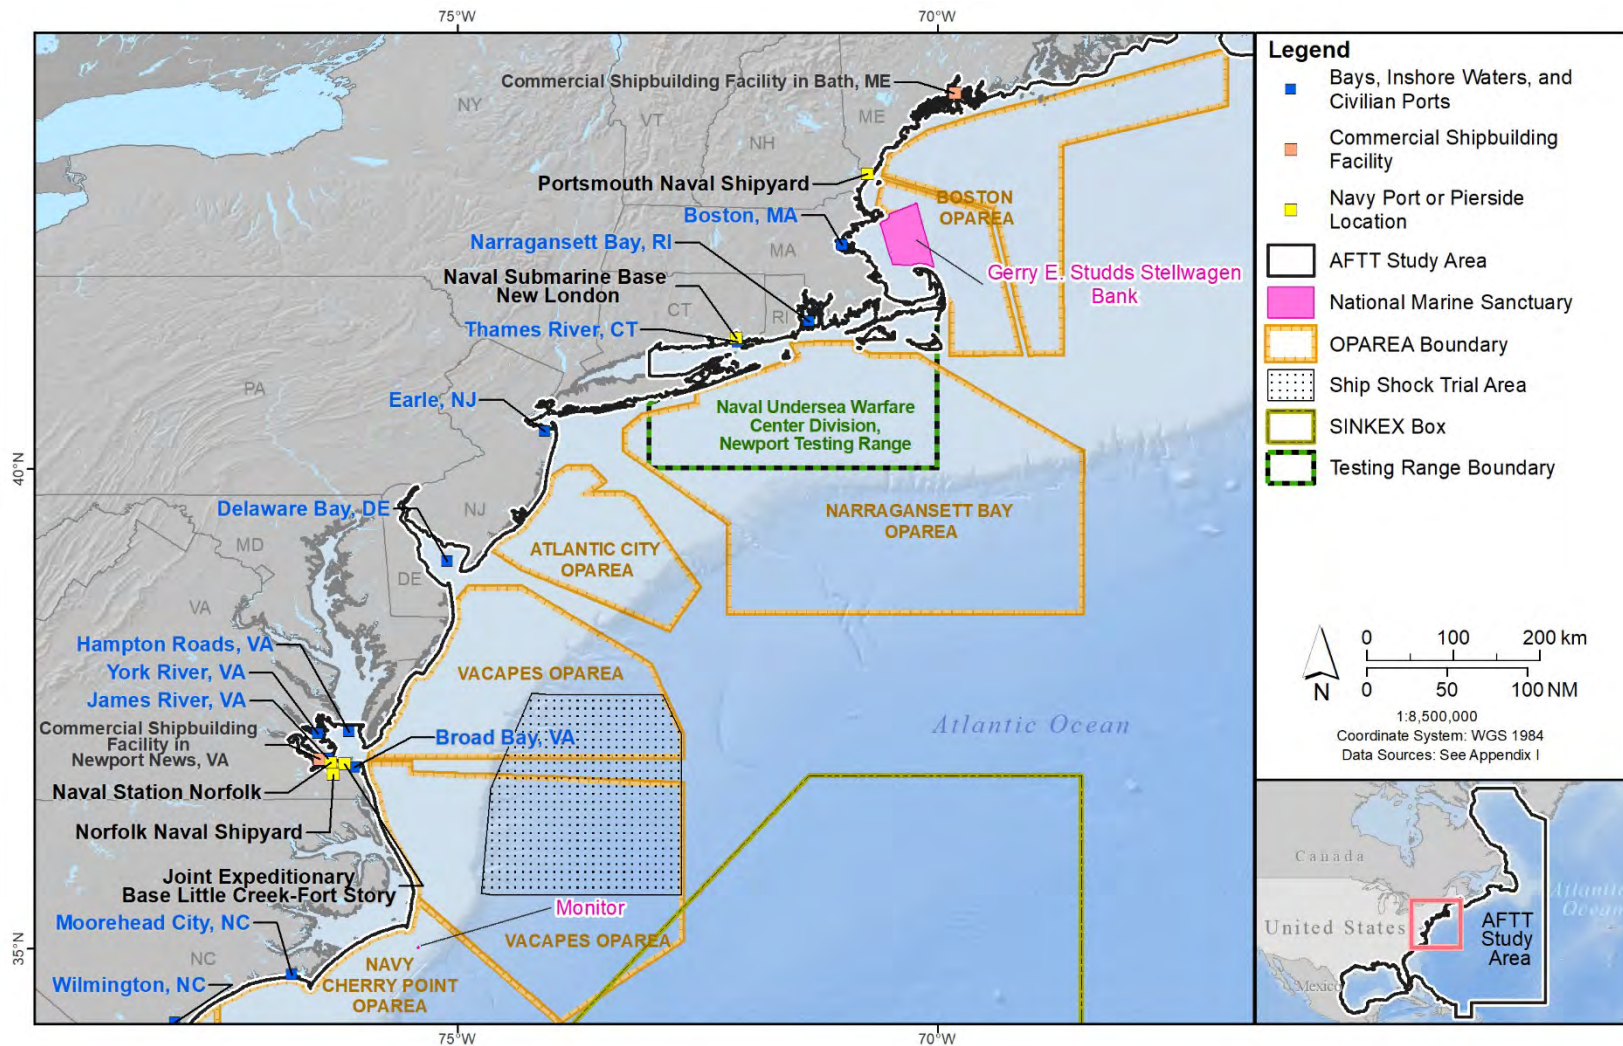 75°W
70°W
Commercial Shipbuilding Facility in Bath, ME
NY
VT
ME
NH
Portsmouth Naval Shipyard
BOSTON
OPAREA
Boston, MA
Narragansett Bay, RI
MA
Gerry E. Studds Stellwagen
Bank
Naval Submarine Base
New London
CT
RI
Thames River, CT
PA
Earle, NJ
Naval Undersea Warfare
Center Division,
Newport Testing Range
40°N
40°N
NJ
Delaware Bay, DE
NARRAGANSETT BAY
OPAREA
MD
ATLANTIC CITY
OPAREA
DE
VA
Hampton Roads, VA
York River, VA
James River, VA
VACAPES OPAREA
Commercial Shipbuilding
Facility in
Newport News, VA
Broad Bay, VA
Atlantic Ocean
Naval Station Norfolk
Norfolk Naval Shipyard
Joint Expeditionary
Base Little Creek-Fort Story
Monitor
Moorehead City, NC
VACAPES OPAREA
35°N
NC
NAVY
CHERRY POINT
OPAREA
Wilmington, NC
75°W
70°W
Legend
Bays, Inshore Waters, and
Civilian Ports
Commercial Shipbuilding
Facility
Navy Port or Pierside
Location
AFTT Study Area
National Marine Sanctuary
OPAREA Boundary
Ship Shock Trial Area
SINKEX Box
Testing Range Boundary
N
0 100 200 km
0 50 100 NM
1:8,500,000
Coordinate System: WGS 1984
Data Sources: See Appendix I
Canada
United States
Mexico
Atlantic
Ocean
AFTT
Study
Area